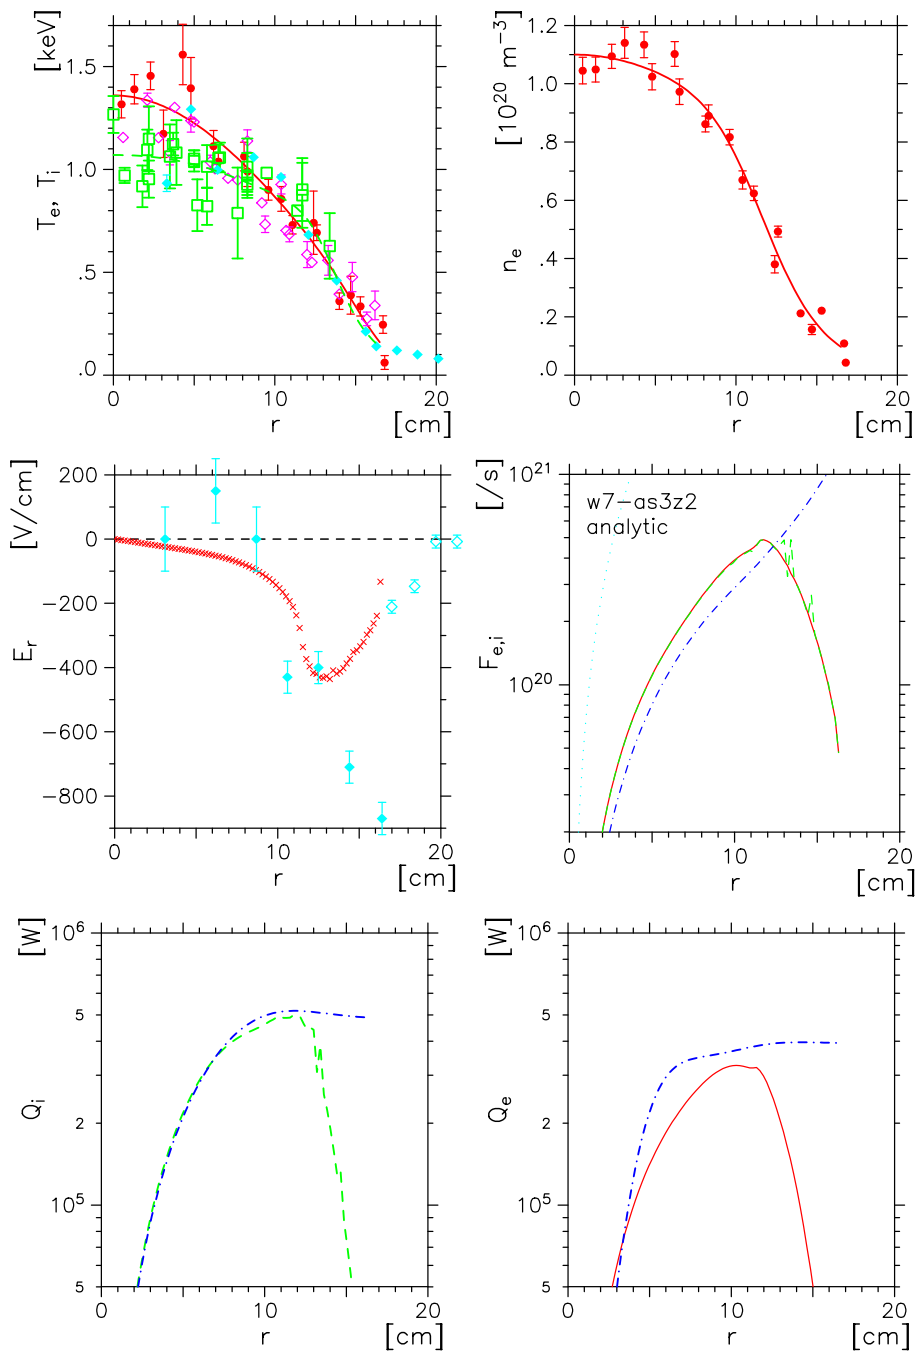 [keV]
T_e, T_i
1.5
1.0
.5
.0
0
10
20
r
[cm]
[10^20 m^−3]
n_e
1.2
1.0
.8
.6
.4
.2
.0
0
10
20
r
[cm]
[V/cm]
E_r
200
0
−200
−400
−600
−800
0
10
20
r
[cm]
[/s]
F_e,i
10^21
10^20
w7−as3z2
analytic
0
10
20
r
[cm]
[W]
Q_i
10^6
5
2
10^5
5
0
10
20
r
[cm]
[W]
Q_e
10^6
5
2
10^5
5
0
10
20
r
[cm]